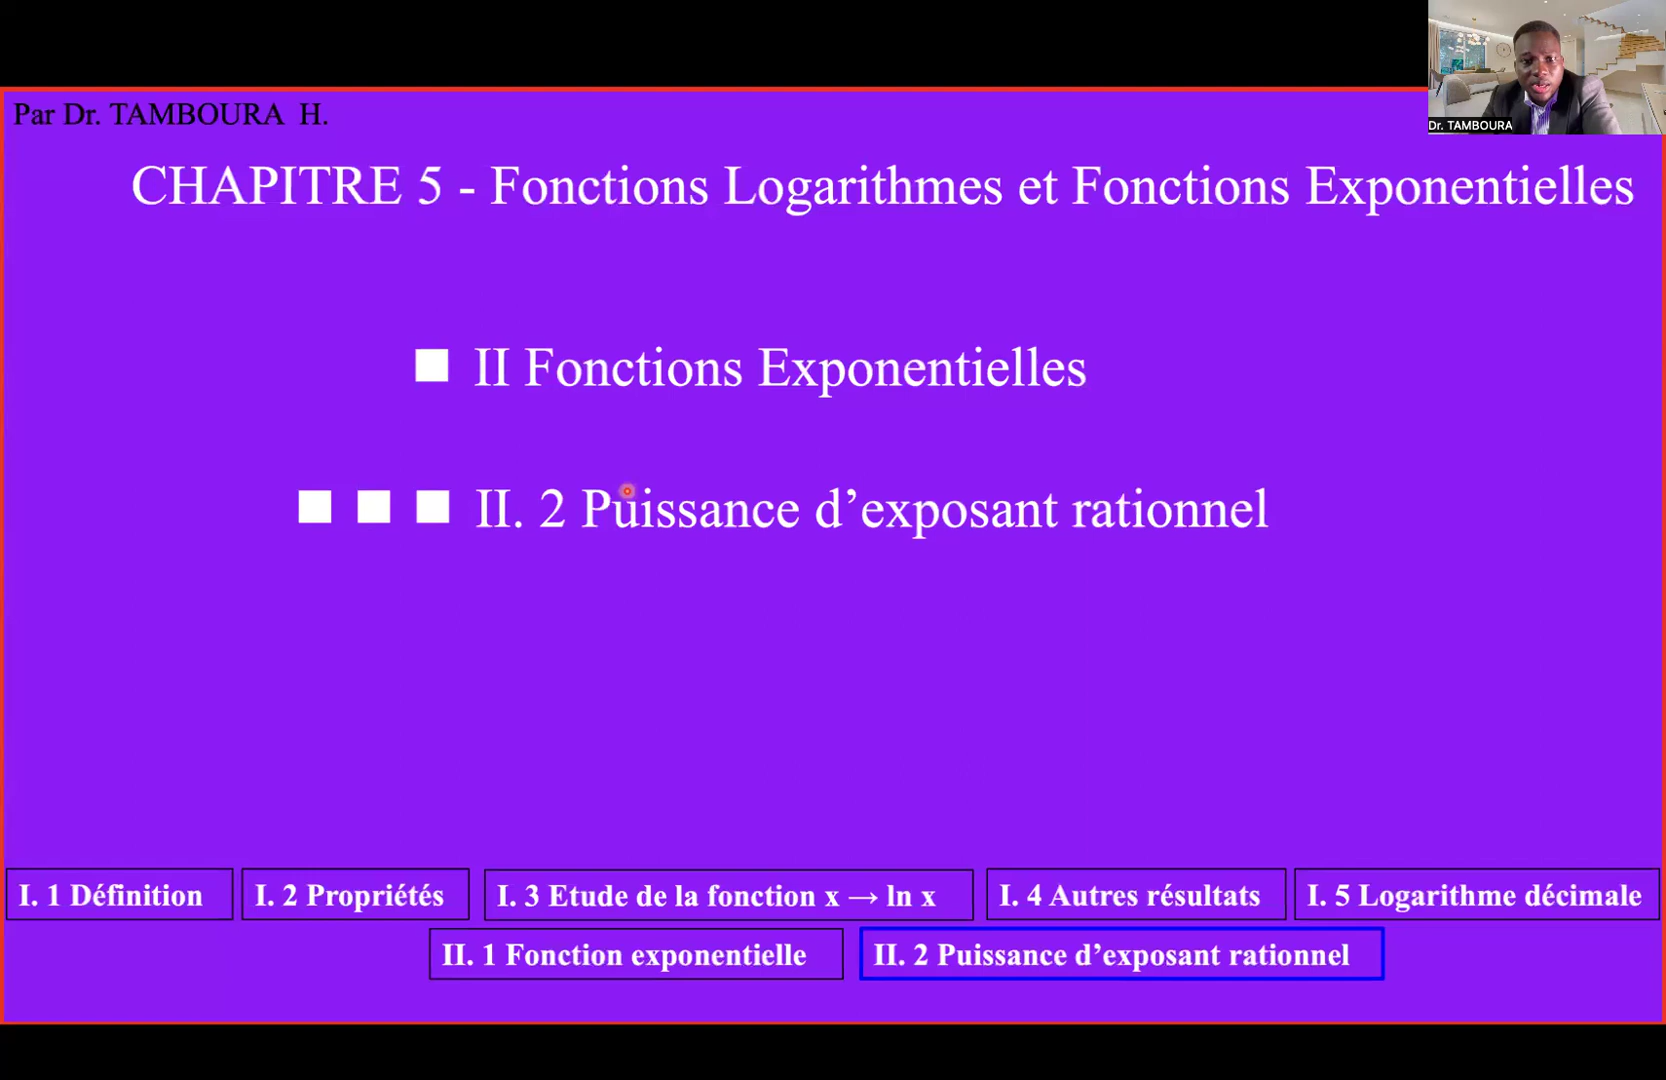 Par Dr. TAMBOURA H.
Dr. TAMBOURA
CHAPITRE 5 - Fonctions Logarithmes et Fonctions Exponentielles
II Fonctions Exponentielles
II. 2 Puissance d’exposant rationnel
I. 1 Définition
I. 2 Propriétés
I. 3 Etude de la fonction x → ln x
I. 4 Autres résultats
I. 5 Logarithme décimale
II. 1 Fonction exponentielle
II. 2 Puissance d’exposant rationnel